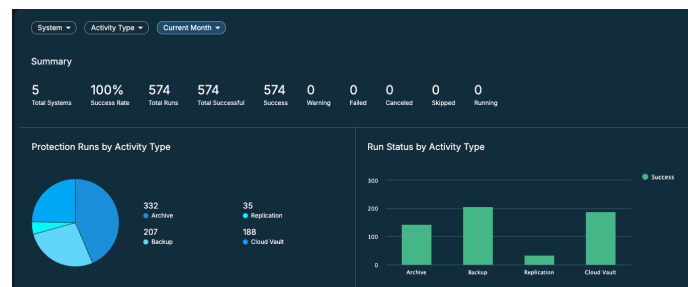 System Activity Type Current Month
Summary
5 100% 574 574 574 0 0 0 0 0
Total Systems Success Rate Total Runs Total Successful Success Warning Failed Canceled Skipped Running
Protection Runs by Activity Type
332 35
Archive Replication
207 188
Backup Cloud Vault
Run Status by Activity Type
Success
300
200
100
0
Archive Backup Replication Cloud Vault